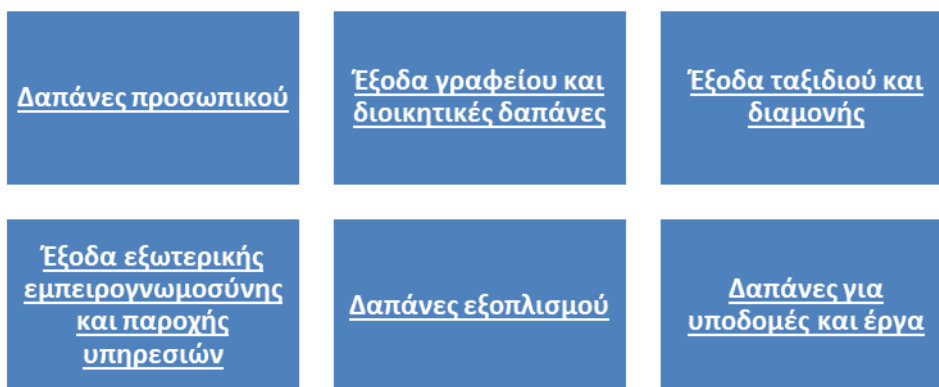 Δαπάνες προσωπικού
Έξοδα γραφείου και
διοικητικές δαπάνες
Έξοδα ταξιδιού και
διαμονής
Έξοδα εξωτερικής
εμπειρογνωμοσύνης
και παροχής
υπηρεσιών
Δαπάνες εξοπλισμού
Δαπάνες για
υποδομές και έργα